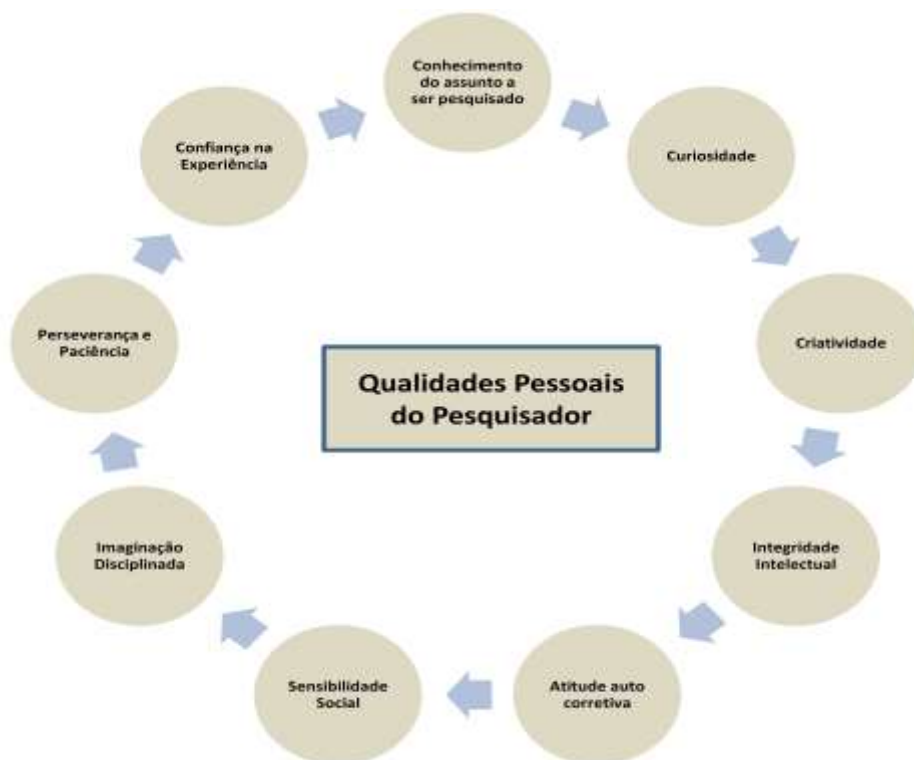 Conhecimento
do assunto a
ser pesquisado
Curiosidade
Criatividade
Integridade
Intelectual
Atitude auto
corretiva
Sensibilidade
Social
Imaginação
Disciplinada
Perseverança e
Paciência
Confiança na
Experiência
Qualidades Pessoais
do Pesquisador